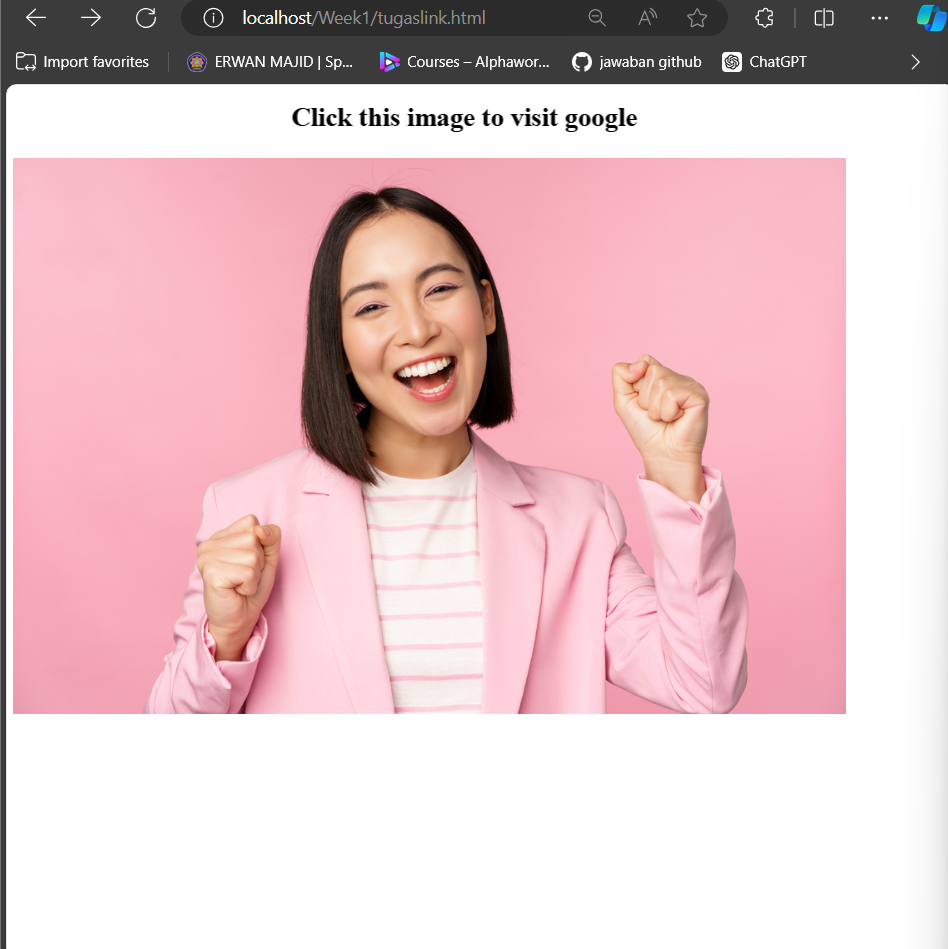 localhost/Week1/tugaslink.html
Import favorites
ERWAN MAJID | Sp...
Courses – Alphawor...
jawaban github
ChatGPT
Click this image to visit google